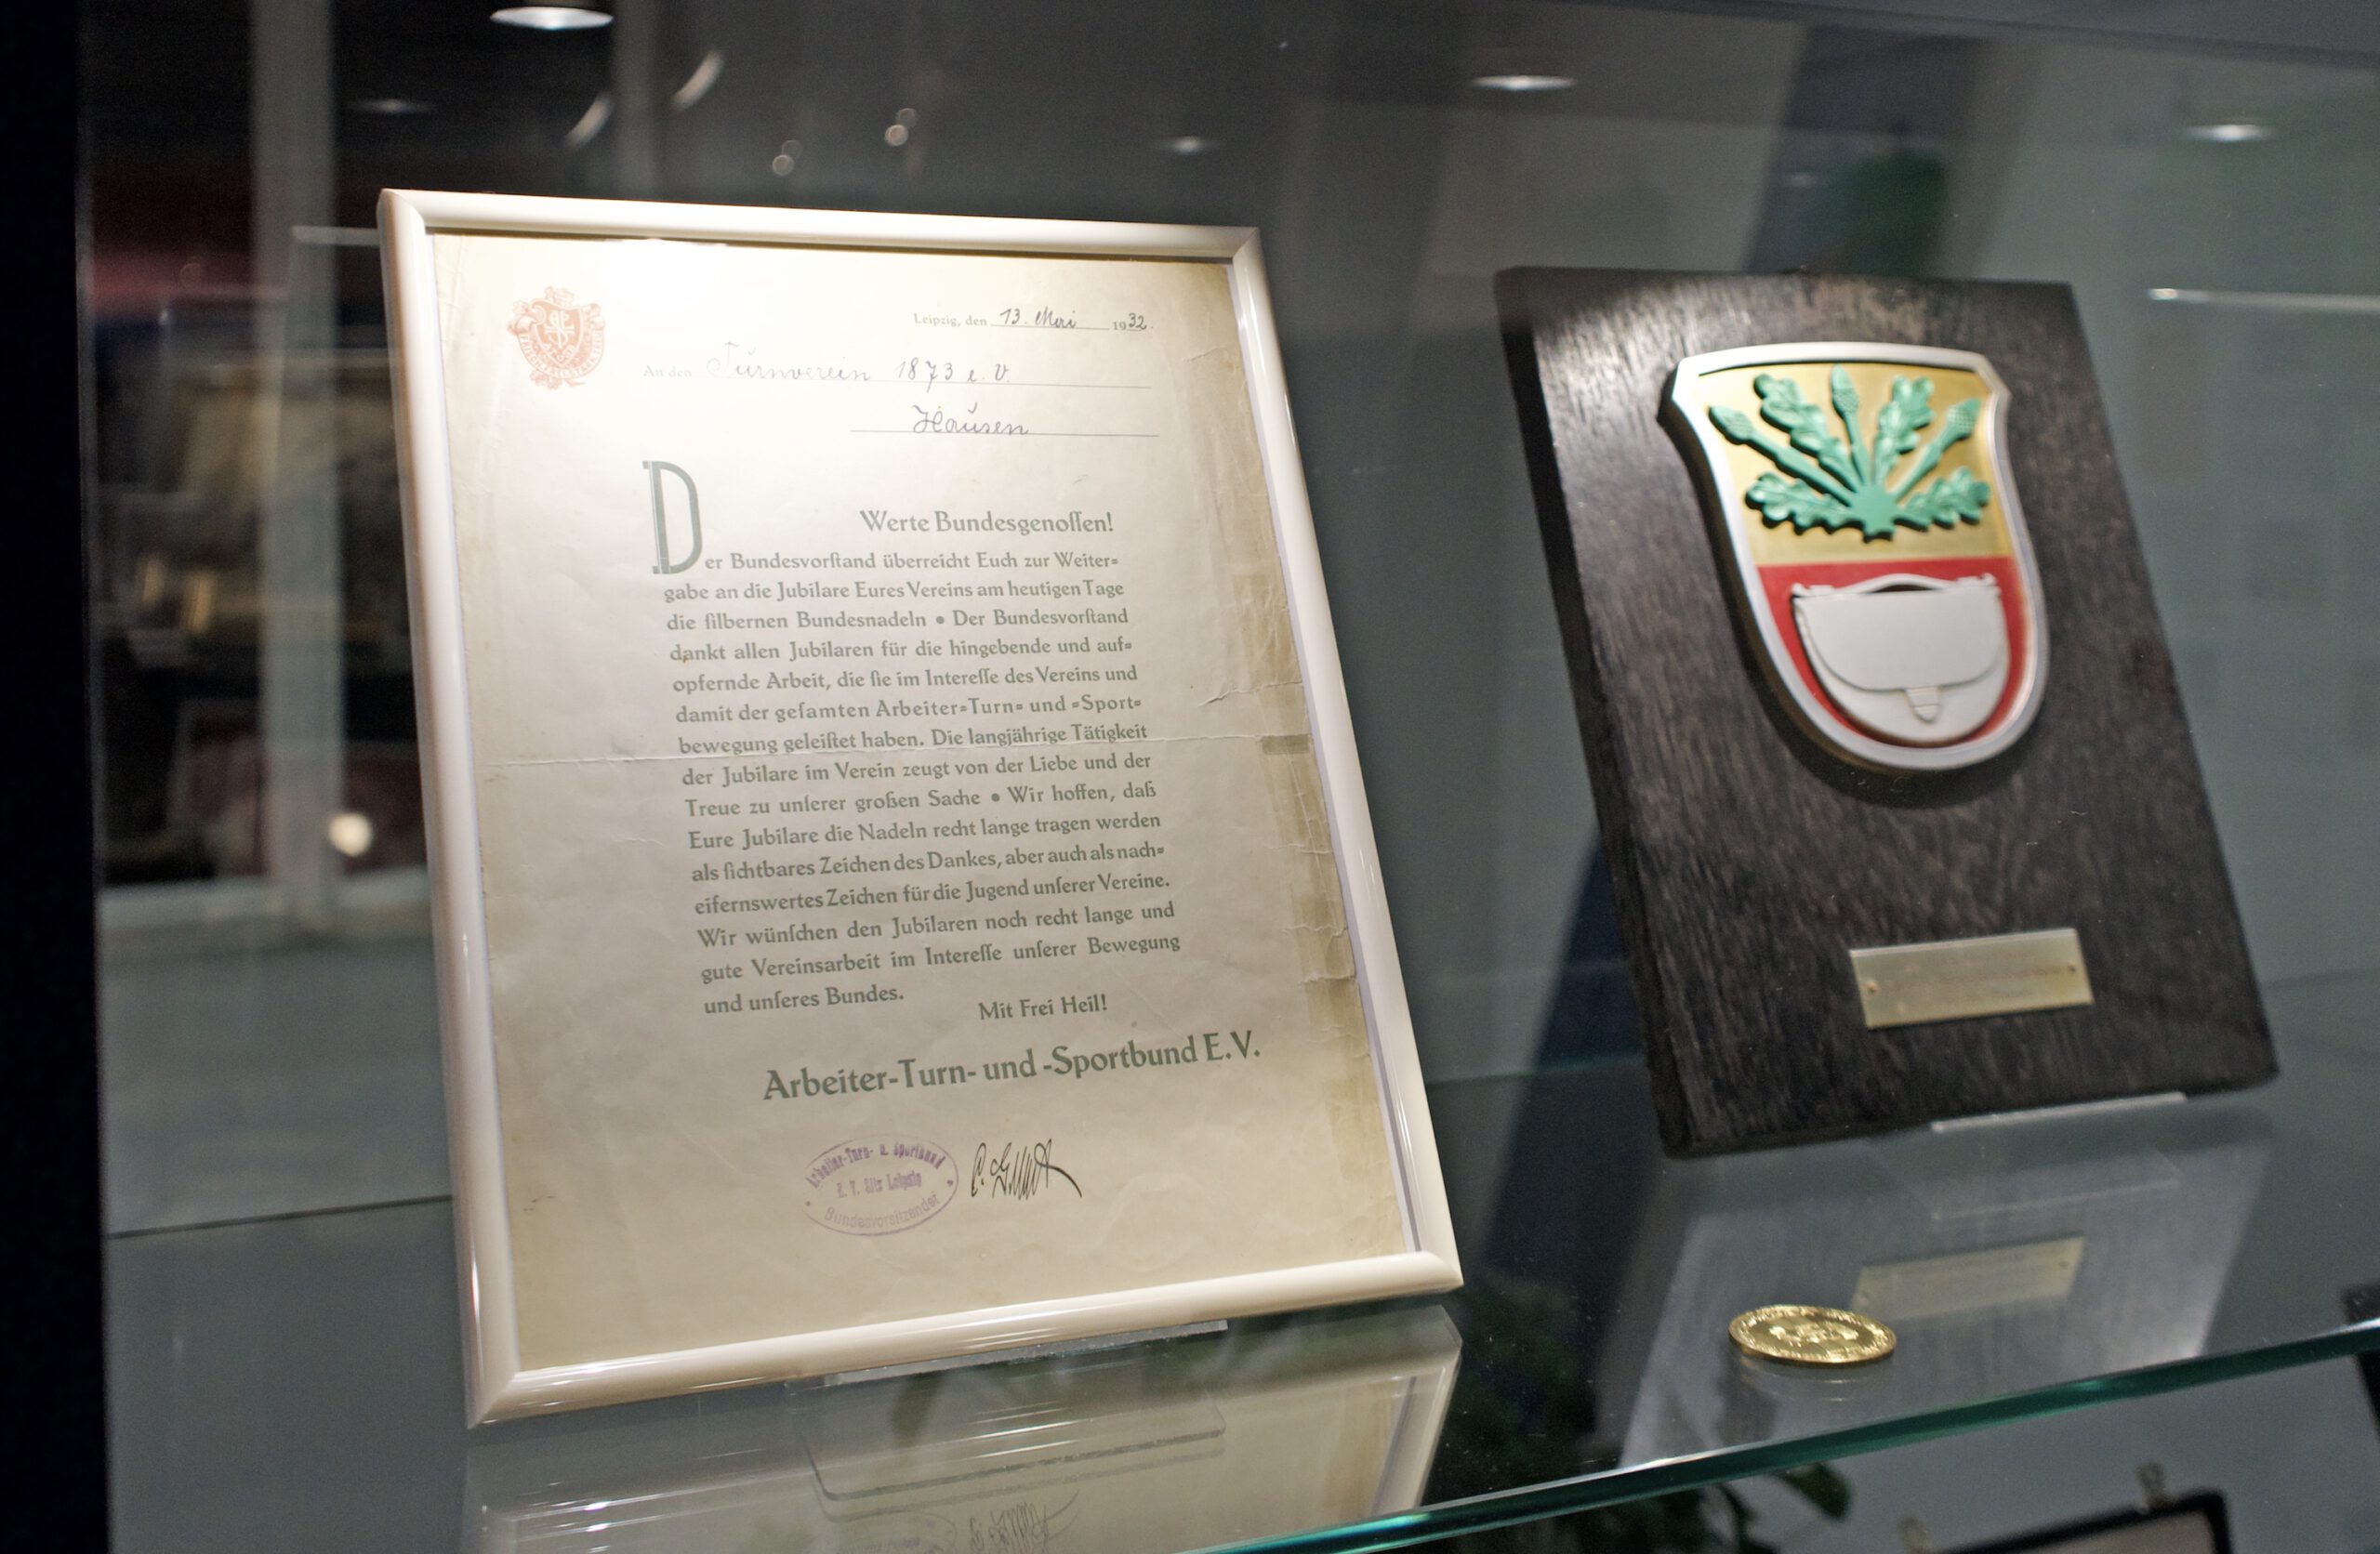 Leipzig, den 13. Mai 1932.
An den Turnverein 1873 e. V.
Hausen
Werte Bundesgenoſſen!
Der Bundesvorſtand überreicht Euch zur Weiter=
gabe an die Jubilare Eures Vereins am heutigen Tage
die ſilbernen Bundesnadeln • Der Bundesvorſtand
dankt allen Jubilaren für die hingebende und auf=
opfernde Arbeit, die ſie im Intereſſe des Vereins und
damit der geſamten Arbeiter=Turn= und =Sport=
bewegung geleiſtet haben. Die langjährige Tätigkeit
der Jubilare im Verein zeugt von der Liebe und der
Treue zu unſerer großen Sache • Wir hoffen, daß
Eure Jubilare die Nadeln recht lange tragen werden
als ſichtbares Zeichen des Dankes, aber auch als nach=
eifernswertes Zeichen für die Jugend unſerer Vereine.
Wir wünſchen den Jubilaren noch recht lange und
gute Vereinsarbeit im Intereſſe unſerer Bewegung
und unſeres Bundes.
Mit Frei Heil!
Arbeiter-Turn- und -Sportbund E.V.
Arbeiter-Turn- u. Sportbund
E. V. Sitz Leipzig
Bundesvorsitzender